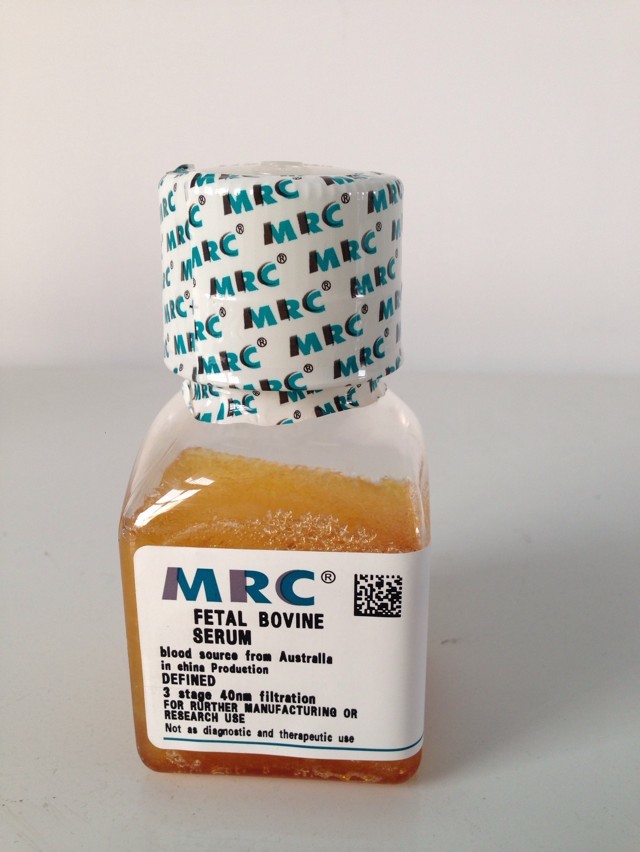 MRC®
MRC®
FETAL BOVINE
SERUM
blood source from Australia
in china Production
DEFINED
3 stage 40nm filtration
FOR RURTHER MANUFACTURING OR
RESEARCH USE
Not as diagnostic and therapeutic use